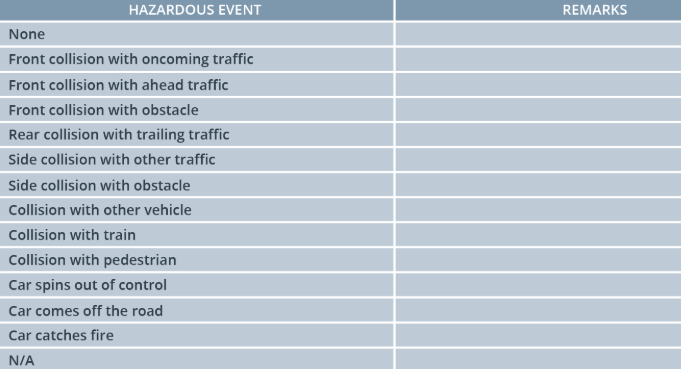 HAZARDOUS EVENT REMARKS
None
Front collision with oncoming traffic
Front collision with ahead traffic
Front collision with obstacle
Rear collision with trailing traffic
Side collision with other traffic
Side collision with obstacle
Collision with other vehicle
Collision with train
Collision with pedestrian
Car spins out of control
Car comes off the road
Car catches fire
N/A